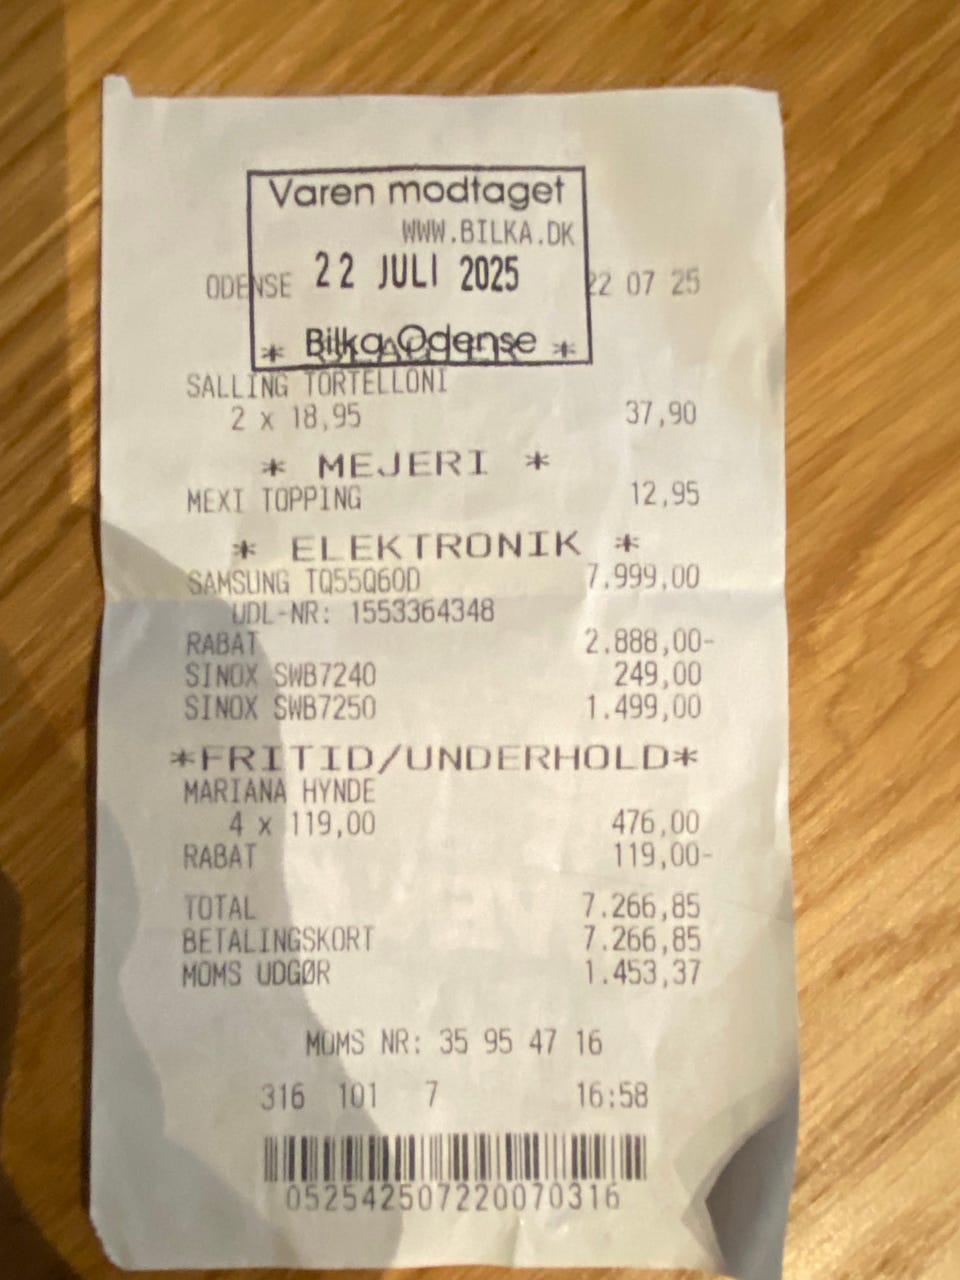 Varen modtaget
WWW.BILKA.DK
ODENSE 22 JULI 2025 22 07 25
* Bilka Odense *
SALLING TORTELLONI
2 x 18,95 37,90
* MEJERI *
MEXI TOPPING 12,95
* ELEKTRONIK *
SAMSUNG TQ55Q60D 7.999,00
UDL-NR: 1553364348
RABAT 2.888,00-
SINOX SWB7240 249,00
SINOX SWB7250 1.499,00
*FRITID/UNDERHOLD*
MARIANA HYNDE
4 x 119,00 476,00
RABAT 119,00-
TOTAL 7.266,85
BETALINGSKORT 7.266,85
MOMS UDGØR 1.453,37
MOMS NR: 35 95 47 16
316 101 7 16:58
052542507220070316